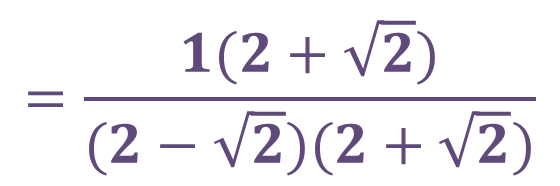 = 1(2 + √2) / (2 − √2)(2 + √2)